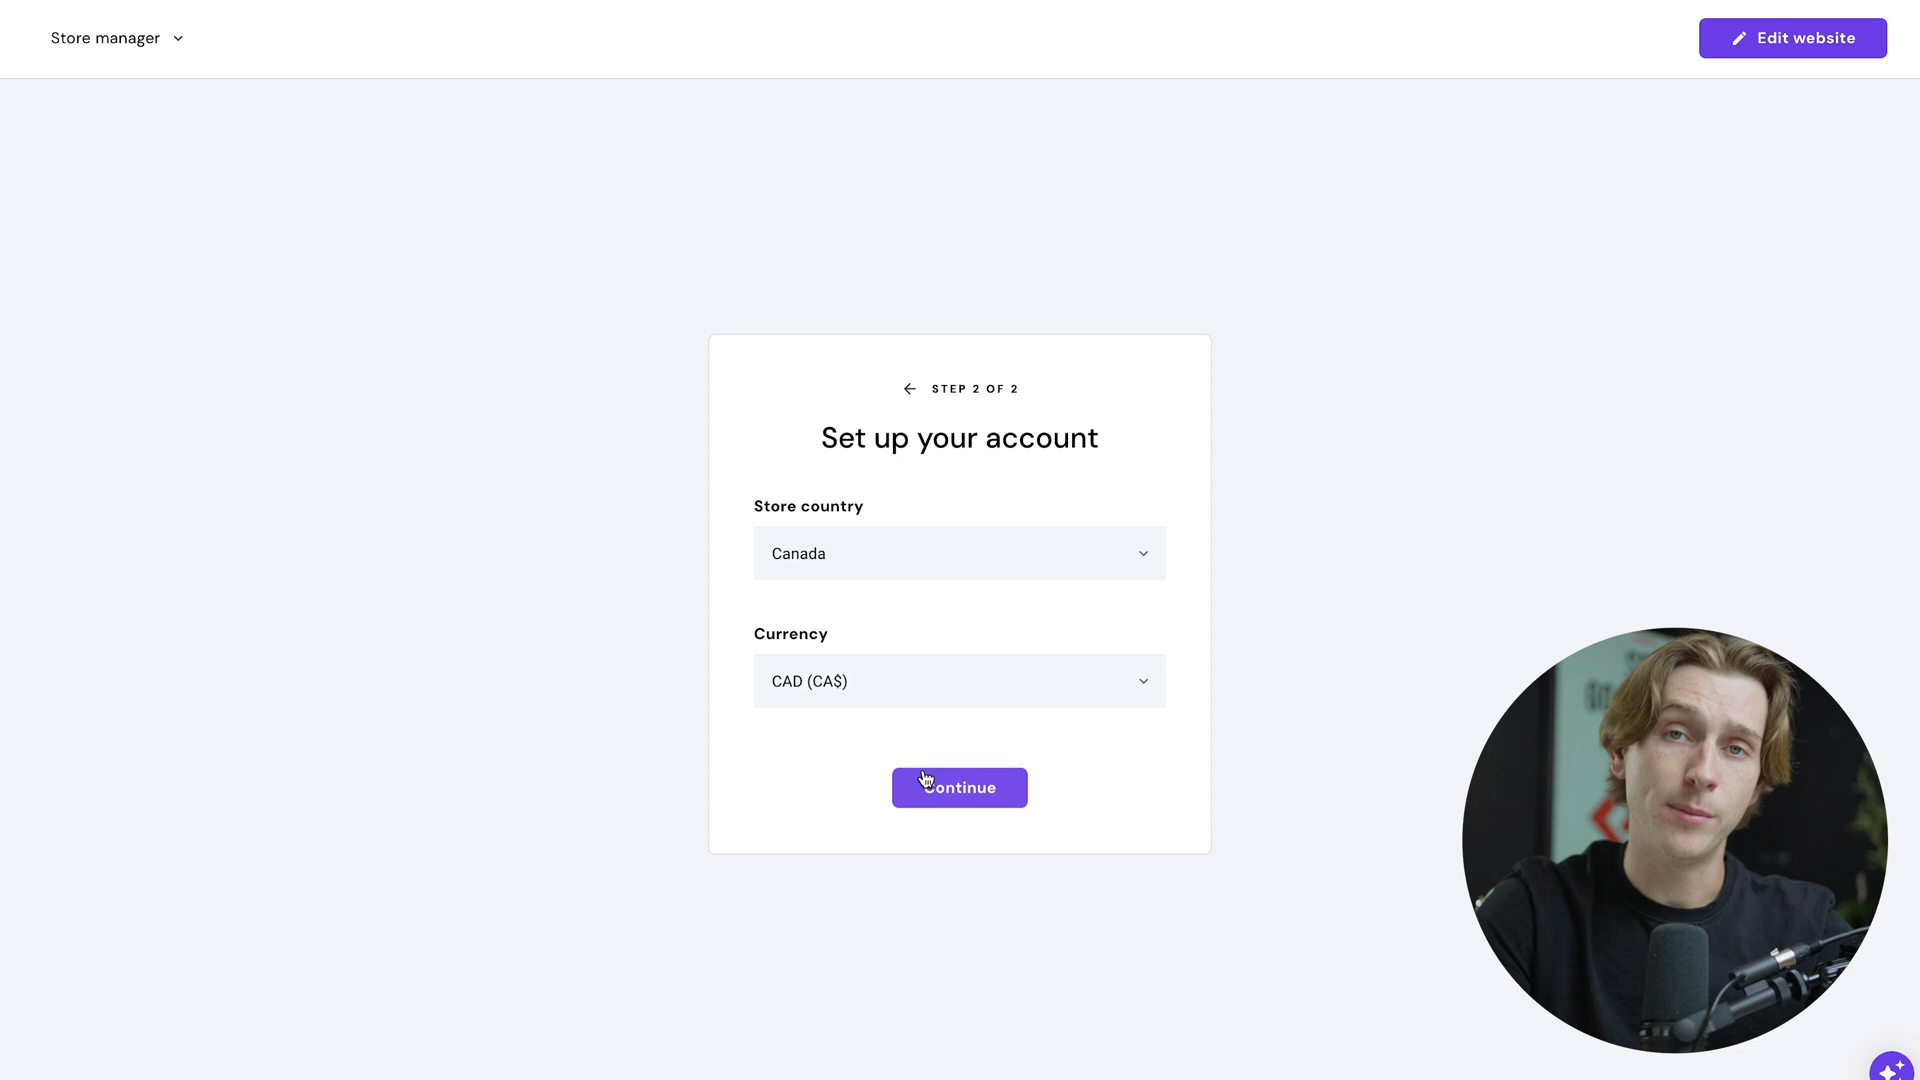 Store manager
Edit website
STEP 2 OF 2
Set up your account
Store country
Canada
Currency
CAD (CA$)
Continue